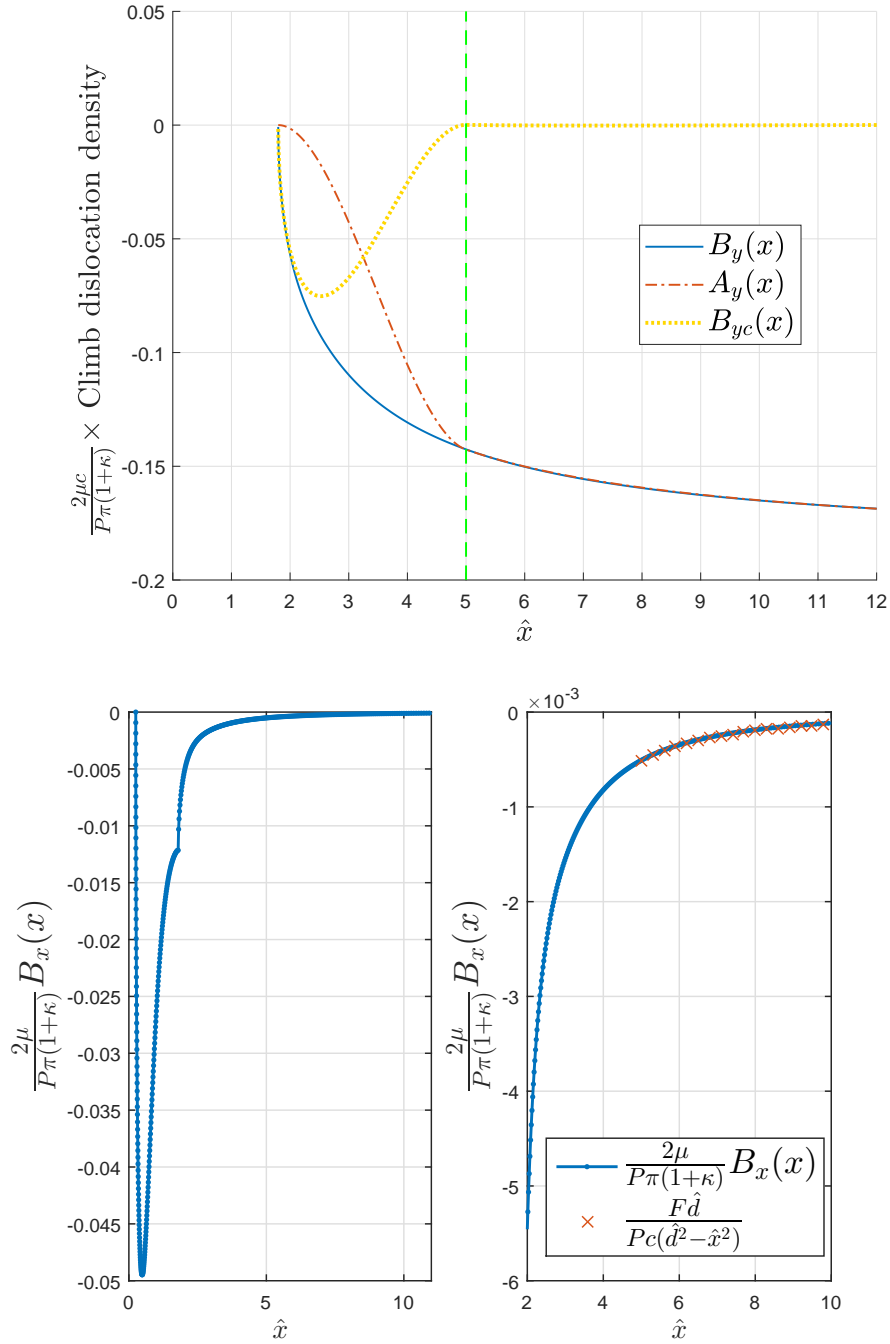 0.05
0
-0.05
-0.1
-0.15
-0.2
0 1 2 3 4 5 6 7 8 9 10 11 12
x̂
2μc/Pπ(1+κ) × Climb dislocation density
B_y(x)
A_y(x)
B_yc(x)
0
-0.005
-0.01
-0.015
-0.02
-0.025
-0.03
-0.035
-0.04
-0.045
-0.05
0 5 10
x̂
2μ/Pπ(1+κ) B_x(x)
×10^-3
0
-1
-2
-3
-4
-5
-6
2 4 6 8 10
x̂
2μ/Pπ(1+κ) B_x(x)
2μ/Pπ(1+κ) B_x(x)
Fd̂/Pc(d̂²−x̂²)